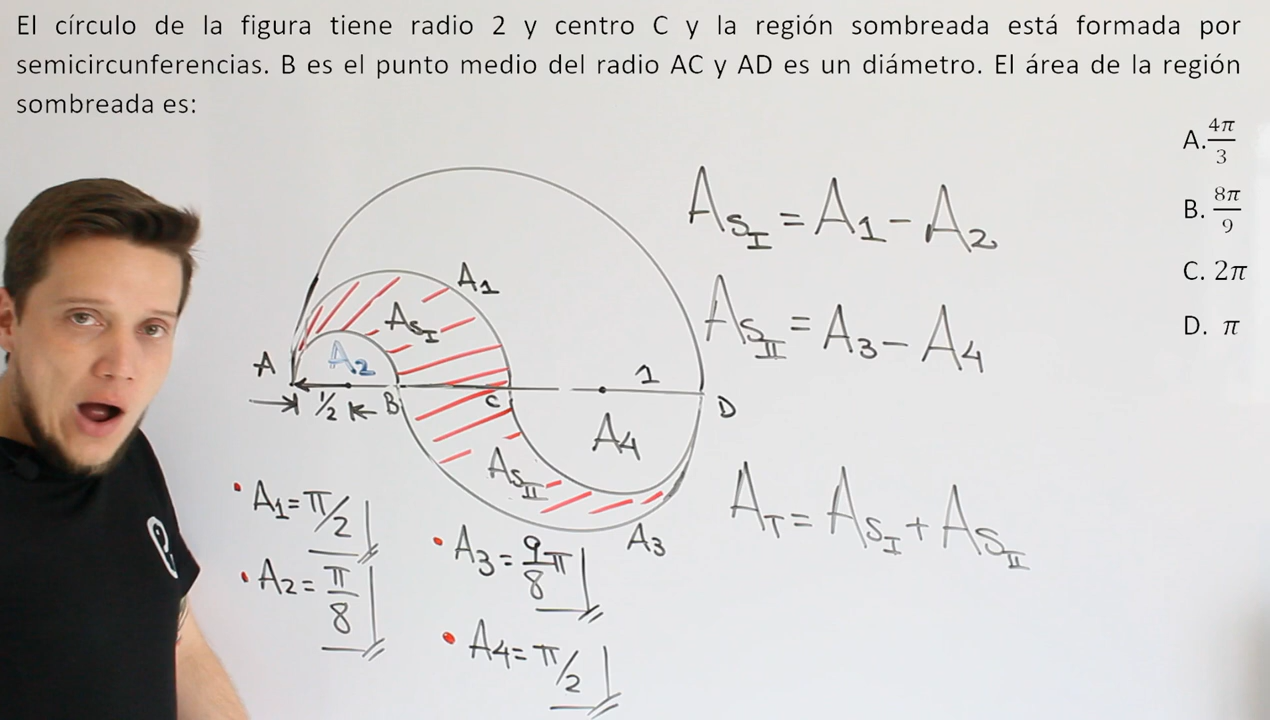 El círculo de la figura tiene radio 2 y centro C y la región sombreada está formada por
semicircunferencias. B es el punto medio del radio AC y AD es un diámetro. El área de la región
sombreada es:
A. 4π/3
B. 8π/9
C. 2π
D. π
A_SI = A1 - A2
A_SII = A3 - A4
A_T = A_SI + A_SII
A1
A_SI
A2
A
1/2
B
C
1
D
A4
A_SII
A3
A1 = π/2
A2 = π/8
A3 = 9/8 π
A4 = π/2